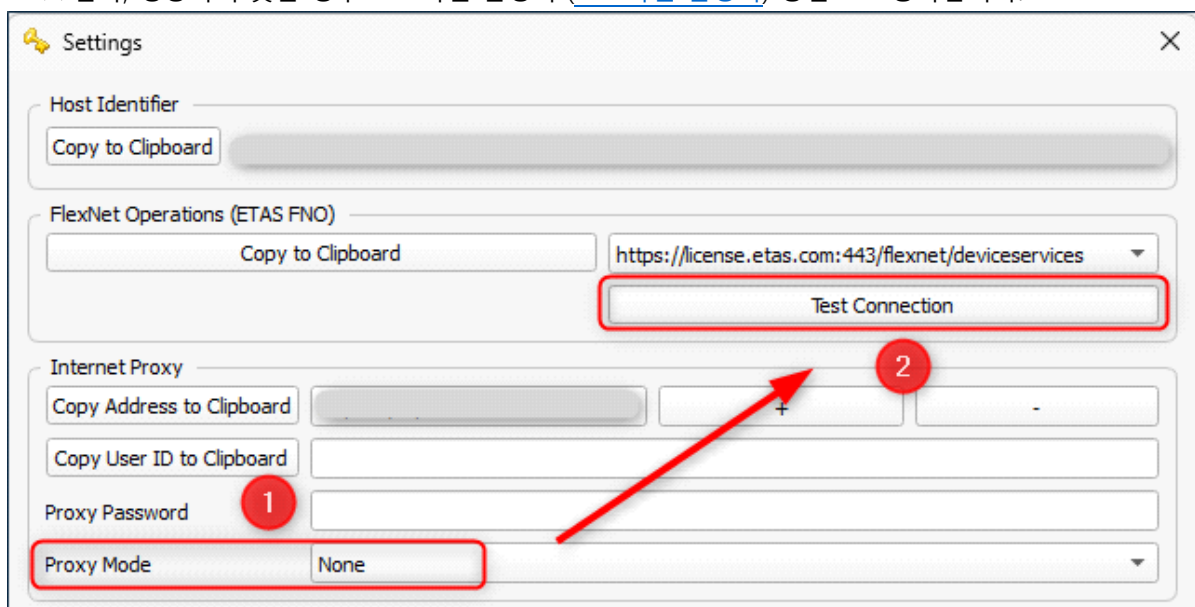 Settings
Host Identifier
Copy to Clipboard
FlexNet Operations (ETAS FNO)
Copy to Clipboard
https://license.etas.com:443/flexnet/deviceservices
Test Connection
2
Internet Proxy
Copy Address to Clipboard
+
-
Copy User ID to Clipboard
1
Proxy Password
Proxy Mode
None